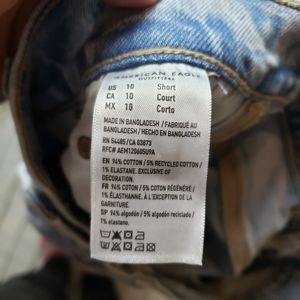 AMERICAN EAGLE
OUTFITTERS
US 10 Short
CA 10 Court
MX 10 Corto
MADE IN BANGLADESH / FABRIQUÉ AU
BANGLADESH / HECHO EN BANGLADESH
RN 54485/CA 03873
RFC# AEM120605U9A
EN 94% COTTON / 5% RECYCLED COTTON /
1% ELASTANE. EXCLUSIVE OF
DECORATION.
FR 94% COTON / 5% COTON RÉGÉNÉRÉ /
1% ÉLASTHANNE. À L'EXCEPTION DE LA
GARNITURE.
SP 94% algodón / 5% algodón reciclado /
1% elastano.